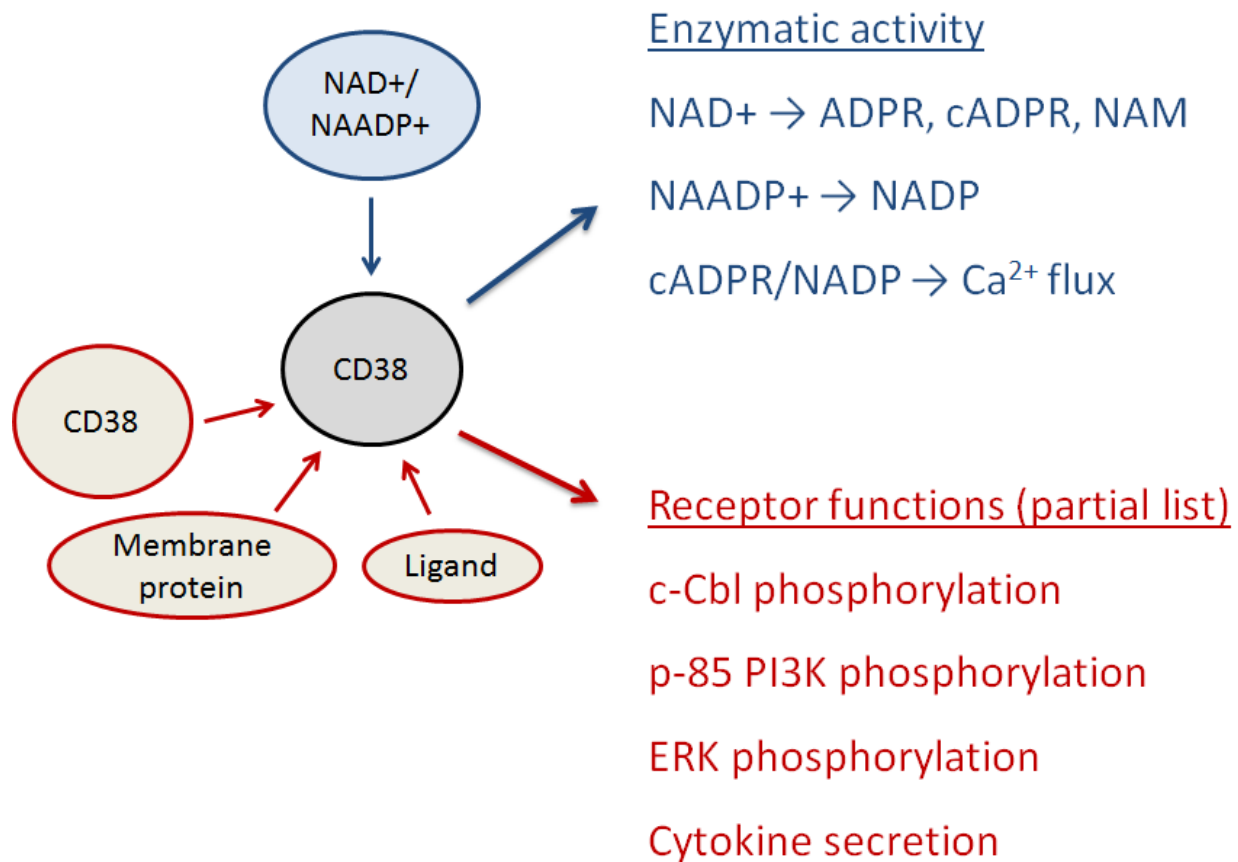 NAD+/
NAADP+
CD38
CD38
Membrane
protein
Ligand
Enzymatic activity
NAD+ → ADPR, cADPR, NAM
NAADP+ → NADP
cADPR/NADP → Ca²⁺ flux
Receptor functions (partial list)
c-Cbl phosphorylation
p-85 PI3K phosphorylation
ERK phosphorylation
Cytokine secretion